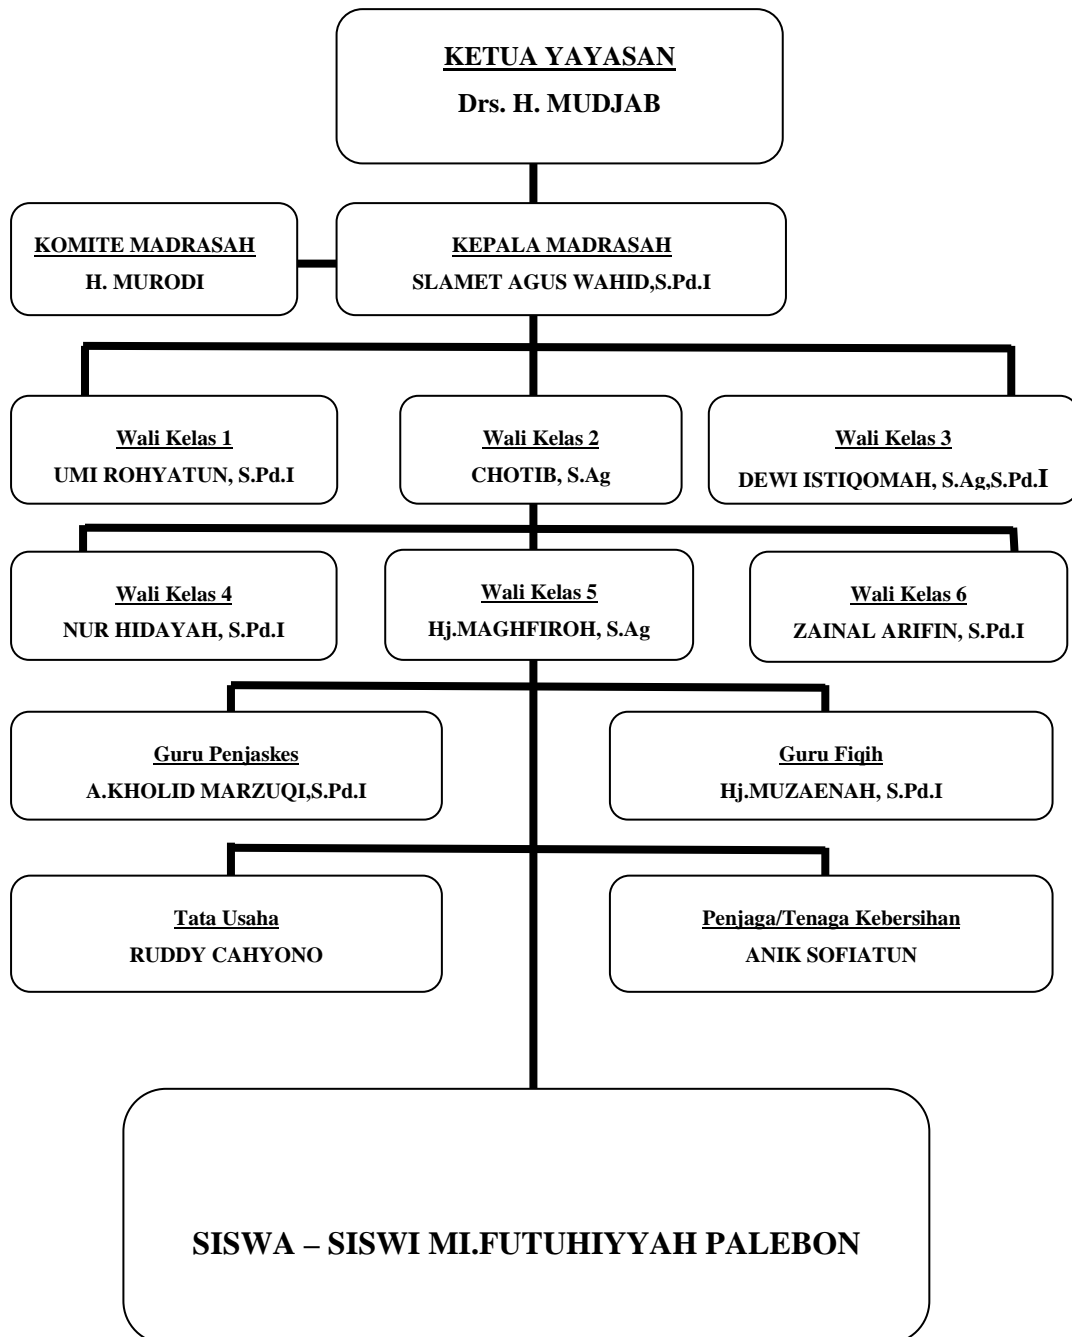 KETUA YAYASAN
Drs. H. MUDJAB
KOMITE MADRASAH
H. MURODI
KEPALA MADRASAH
SLAMET AGUS WAHID,S.Pd.I
Wali Kelas 1
UMI ROHYATUN, S.Pd.I
Wali Kelas 2
CHOTIB, S.Ag
Wali Kelas 3
DEWI ISTIQOMAH, S.Ag,S.Pd.I
Wali Kelas 4
NUR HIDAYAH, S.Pd.I
Wali Kelas 5
Hj.MAGHFIROH, S.Ag
Wali Kelas 6
ZAINAL ARIFIN, S.Pd.I
Guru Penjaskes
A.KHOLID MARZUQI,S.Pd.I
Guru Fiqih
Hj.MUZAENAH, S.Pd.I
Tata Usaha
RUDDY CAHYONO
Penjaga/Tenaga Kebersihan
ANIK SOFIATUN
SISWA – SISWI MI.FUTUHIYYAH PALEBON